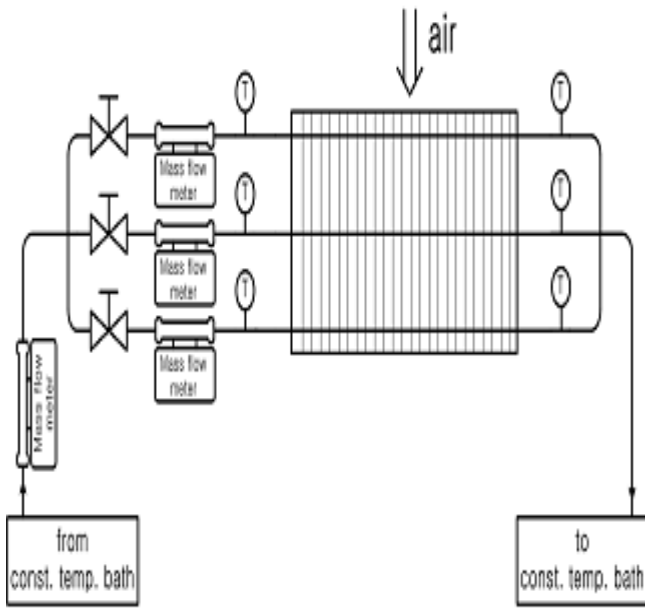 air
T
T
Mass flow
meter
T
T
Mass flow
meter
T
T
Mass flow
meter
Mass flow
meter
from
const. temp. bath
to
const. temp. bath